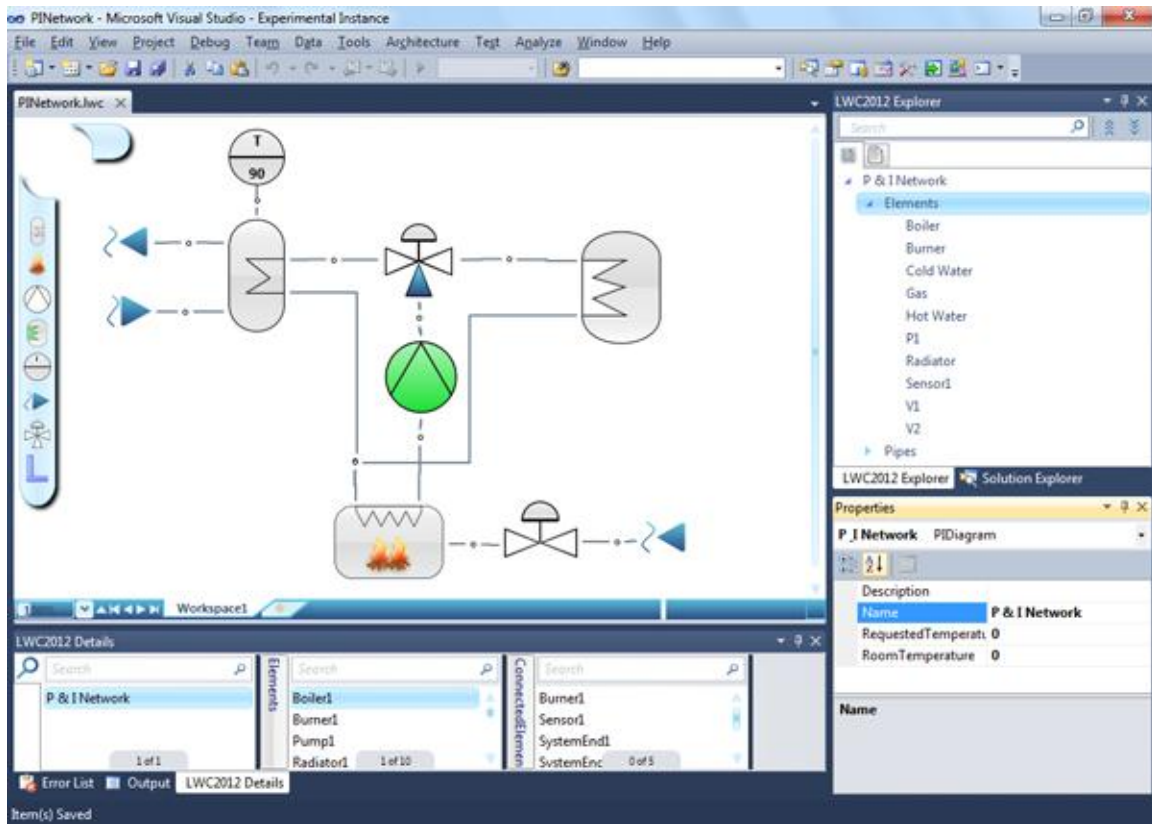 PINetwork - Microsoft Visual Studio - Experimental Instance
File Edit View Project Debug Team Data Tools Architecture Test Analyze Window Help
PINetwork.lwc
T
90
Workspace1
LWC2012 Explorer
Search
P & I Network
Elements
Boiler
Burner
Cold Water
Gas
Hot Water
P1
Radiator
Sensor1
V1
V2
Pipes
LWC2012 Explorer Solution Explorer
Properties
P_I Network PIDiagram
Description
Name P & I Network
RequestedTemperatu 0
RoomTemperature 0
Name
LWC2012 Details
Search
P & I Network
1 of 1
Elements
Search
Boiler1
Burner1
Pump1
Radiator1
1 of 10
ConnectedElemen
Search
Burner1
Sensor1
SystemEnd1
SystemEnc
0 of 5
Error List Output LWC2012 Details
Item(s) Saved